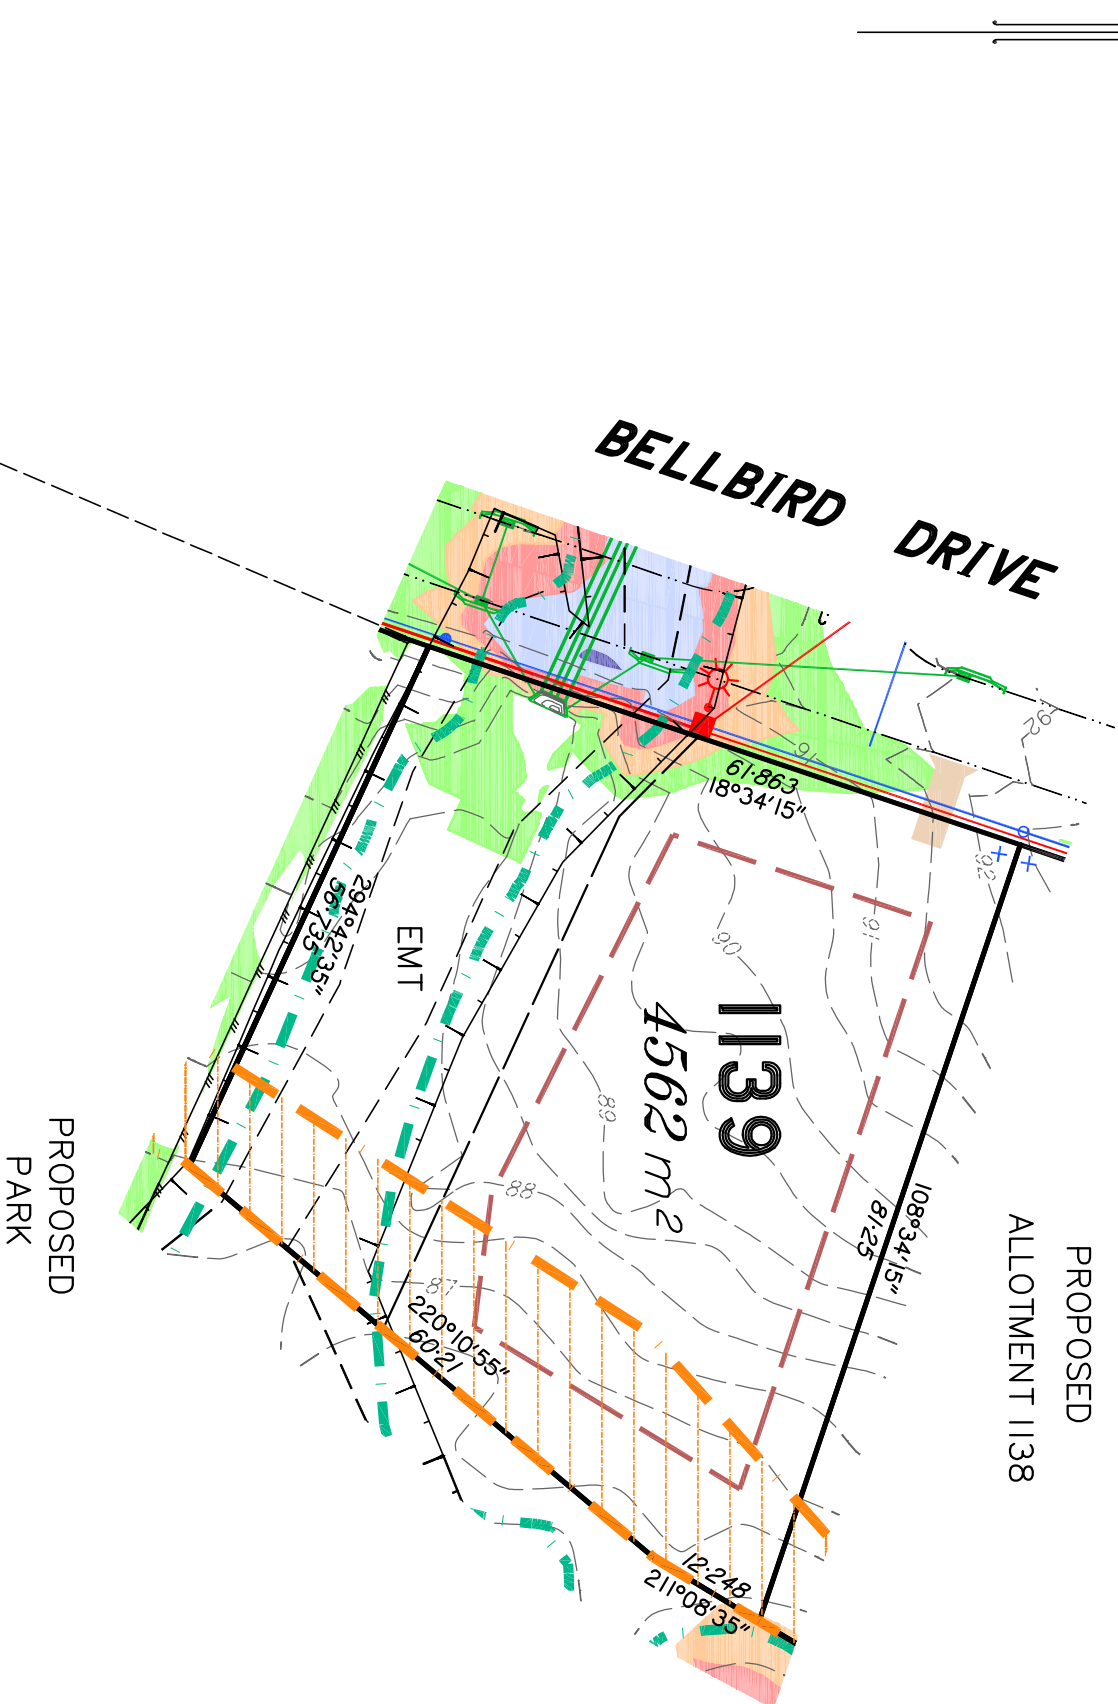 BELLBIRD DRIVE
92
91
61·863
18°34'15"
92
91
90
294°42'35"
56·735
EMT
1139
4562 m2
89
88
87
108°34'15"
81·25
PROPOSED
ALLOTMENT 1138
PROPOSED
PARK
220°10'55"
60·21
12·248
211°08'35"